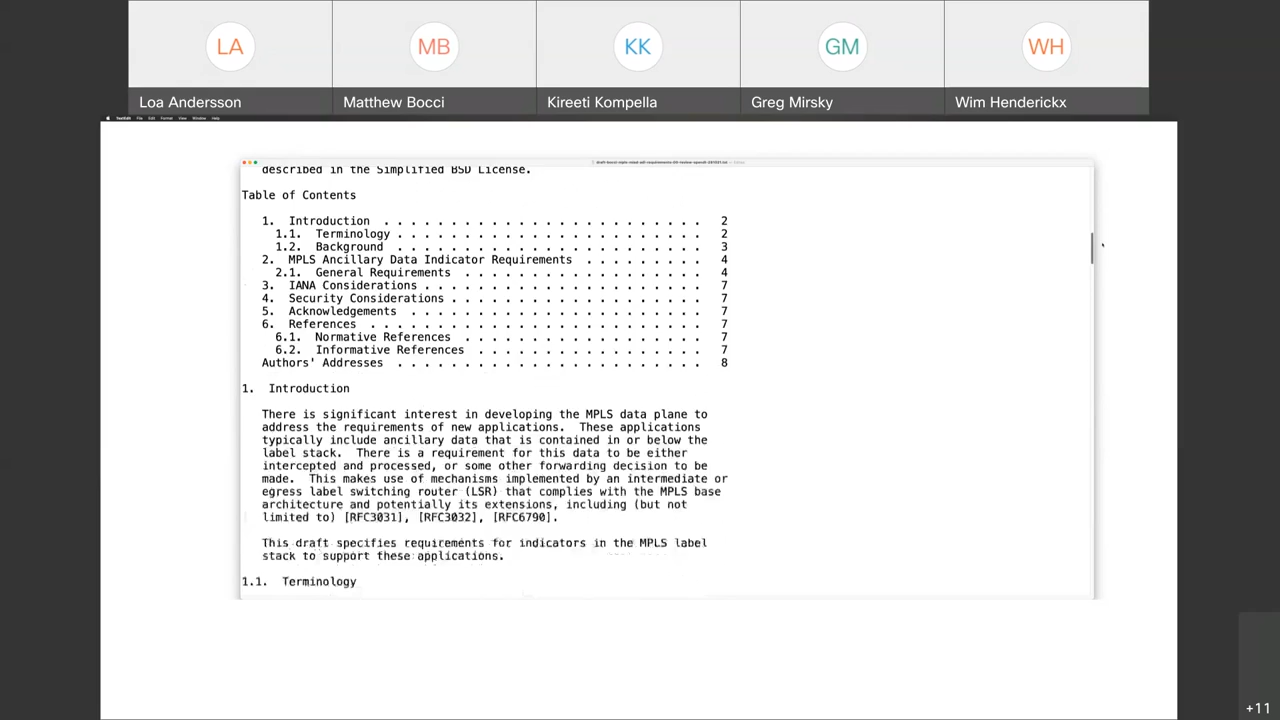 LA MB KK GM WH
Loa Andersson Matthew Bocci Kireeti Kompella Greg Mirsky Wim Henderickx
TextEdit File Edit Format View Window Help
described in the Simplified BSD License.
Table of Contents
1. Introduction . . . . . . . . . . . . . . . . . . . . . . . . 2
1.1. Terminology . . . . . . . . . . . . . . . . . . . . . . . 2
1.2. Background . . . . . . . . . . . . . . . . . . . . . . . 3
2. MPLS Ancillary Data Indicator Requirements . . . . . . . . . 4
2.1. General Requirements . . . . . . . . . . . . . . . . . . 4
3. IANA Considerations . . . . . . . . . . . . . . . . . . . . . 7
4. Security Considerations . . . . . . . . . . . . . . . . . . . 7
5. Acknowledgements . . . . . . . . . . . . . . . . . . . . . . 7
6. References . . . . . . . . . . . . . . . . . . . . . . . . . 7
6.1. Normative References . . . . . . . . . . . . . . . . . . 7
6.2. Informative References . . . . . . . . . . . . . . . . . 7
Authors' Addresses . . . . . . . . . . . . . . . . . . . . . . . 8
1. Introduction
There is significant interest in developing the MPLS data plane to
address the requirements of new applications. These applications
typically include ancillary data that is contained in or below the
label stack. There is a requirement for this data to be either
intercepted and processed, or some other forwarding decision to be
made. This makes use of mechanisms implemented by an intermediate or
egress label switching router (LSR) that complies with the MPLS base
architecture and potentially its extensions, including (but not
limited to) [RFC3031], [RFC3032], [RFC6790].
This draft specifies requirements for indicators in the MPLS label
stack to support these applications.
1.1. Terminology
+11